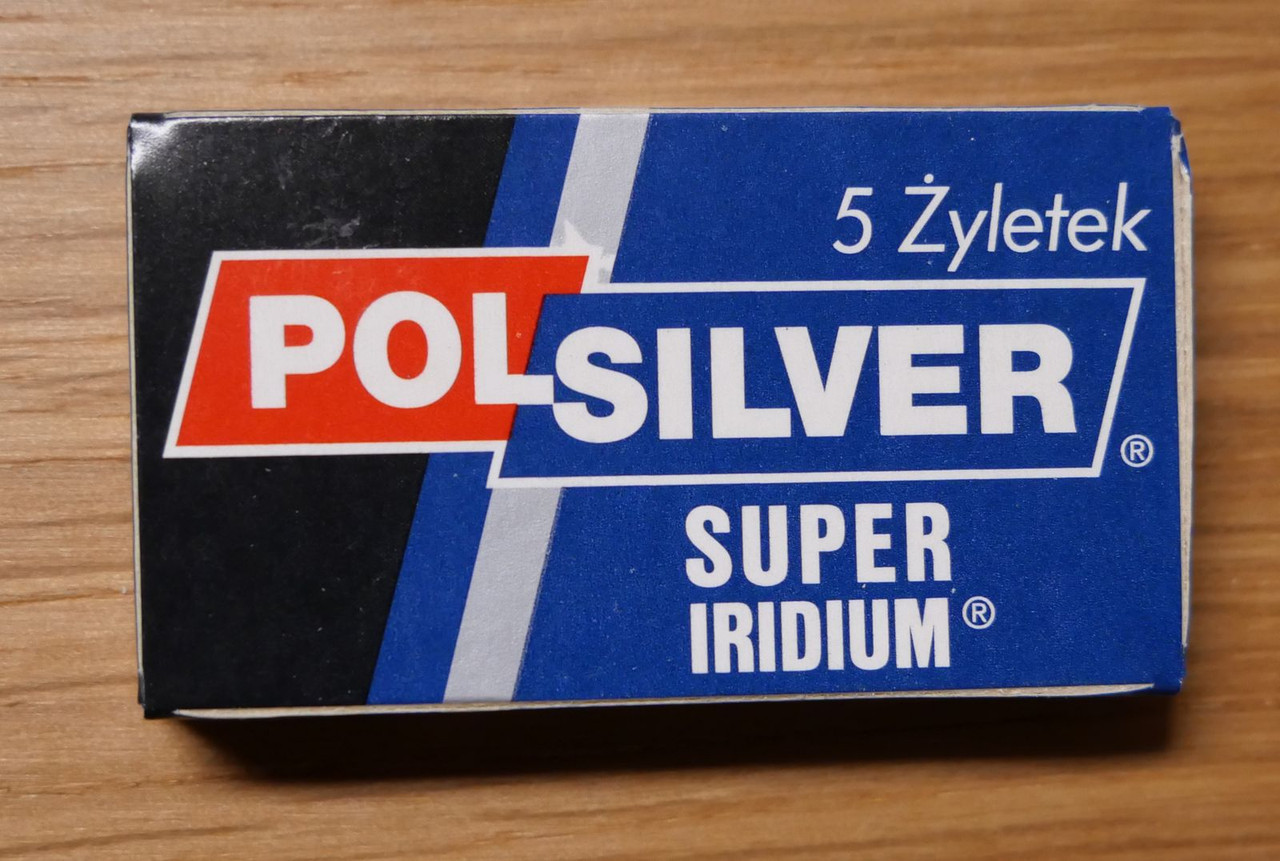 5 Żyletek
POLSILVER®
SUPER
IRIDIUM®